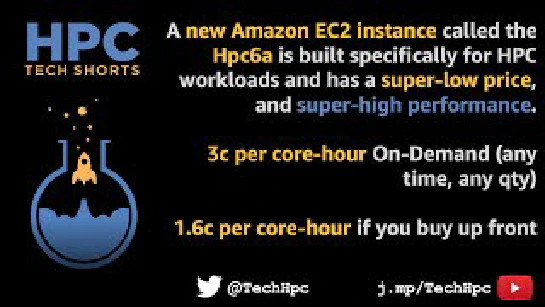 HPC
TECH SHORTS
A new Amazon EC2 instance called the
Hpc6a is built specifically for HPC
workloads and has a super-low price,
and super-high performance.
3c per core-hour On-Demand (any
time, any qty)
1.6c per core-hour if you buy up front
@TechHpc
j.mp/TechHpc